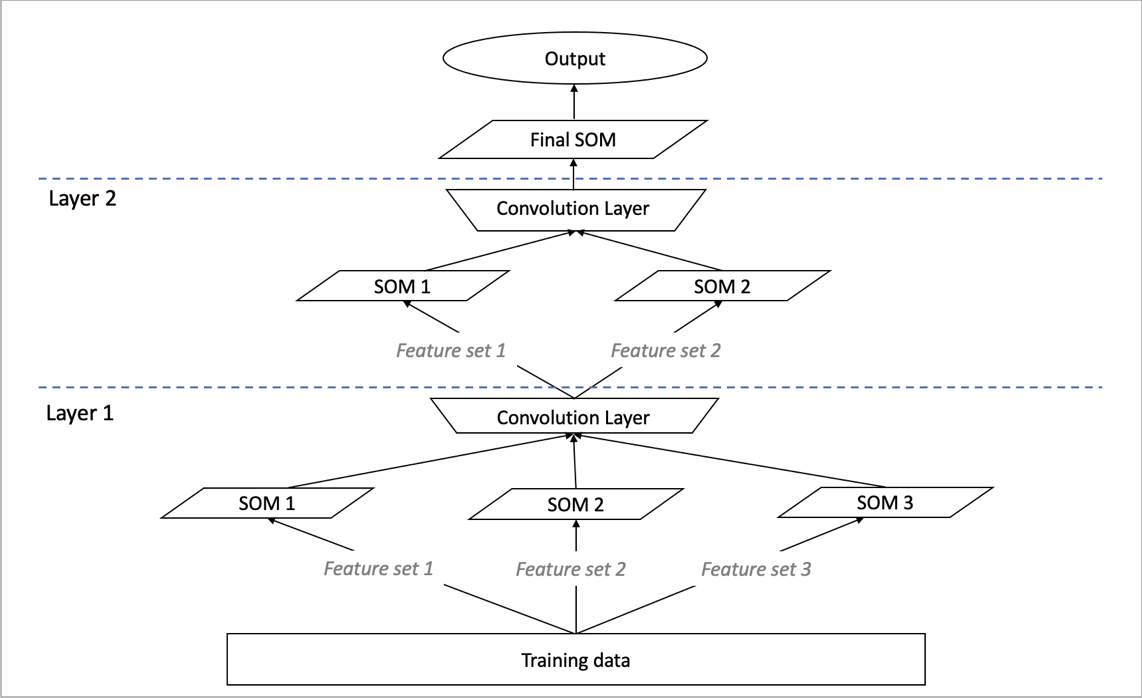 Output
Final SOM
Layer 2
Convolution Layer
SOM 1
SOM 2
Feature set 1
Feature set 2
Layer 1
Convolution Layer
SOM 1
SOM 2
SOM 3
Feature set 1
Feature set 2
Feature set 3
Training data